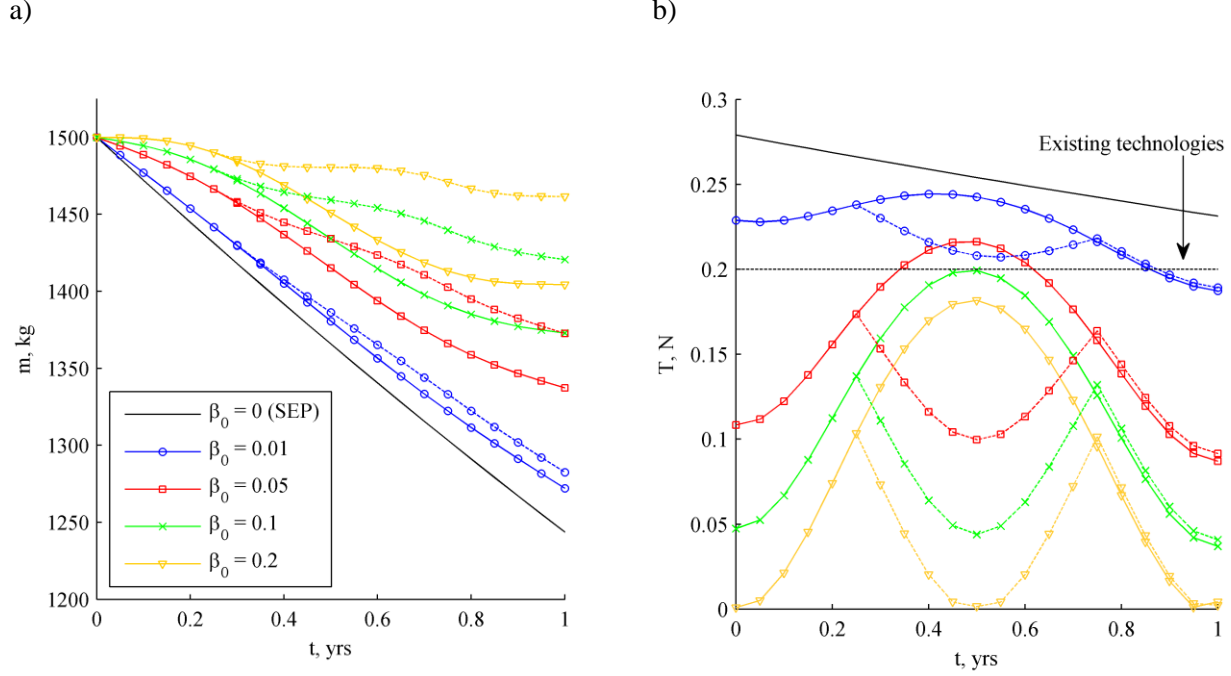 a)
b)
1500
1450
1400
1350
1300
1250
1200
m, kg
β0 = 0 (SEP)
β0 = 0.01
β0 = 0.05
β0 = 0.1
β0 = 0.2
0
0.2
0.4
0.6
0.8
1
t, yrs
0.3
0.25
0.2
0.15
0.1
0.05
0
T, N
Existing technologies
0
0.2
0.4
0.6
0.8
1
t, yrs